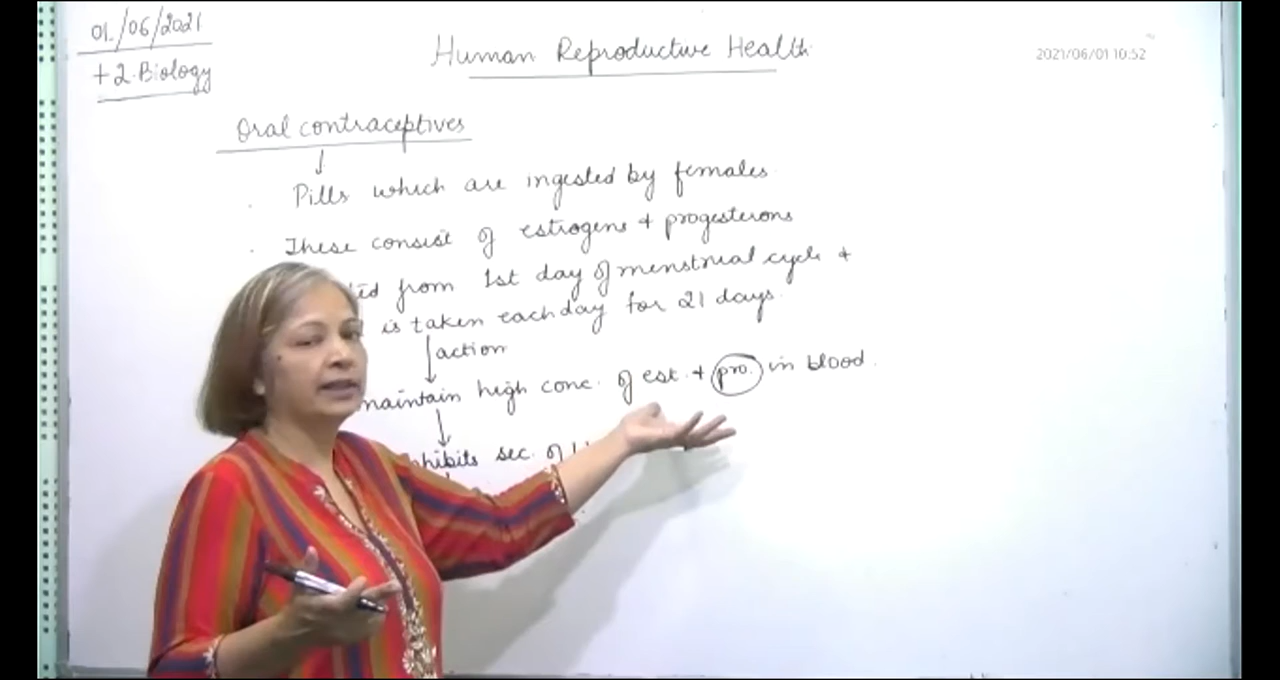 01/06/2021
+2 Biology
Human Reproductive Health
2021/06/01 10:52
Oral contraceptives
↓
. Pills which are ingested by females
. These consist of estrogens + progesterons
from 1st day of menstrual cycle +
is taken each day for 21 days.
↓ action
maintain high conc. of est. + pro. in blood.
↓
sec. of